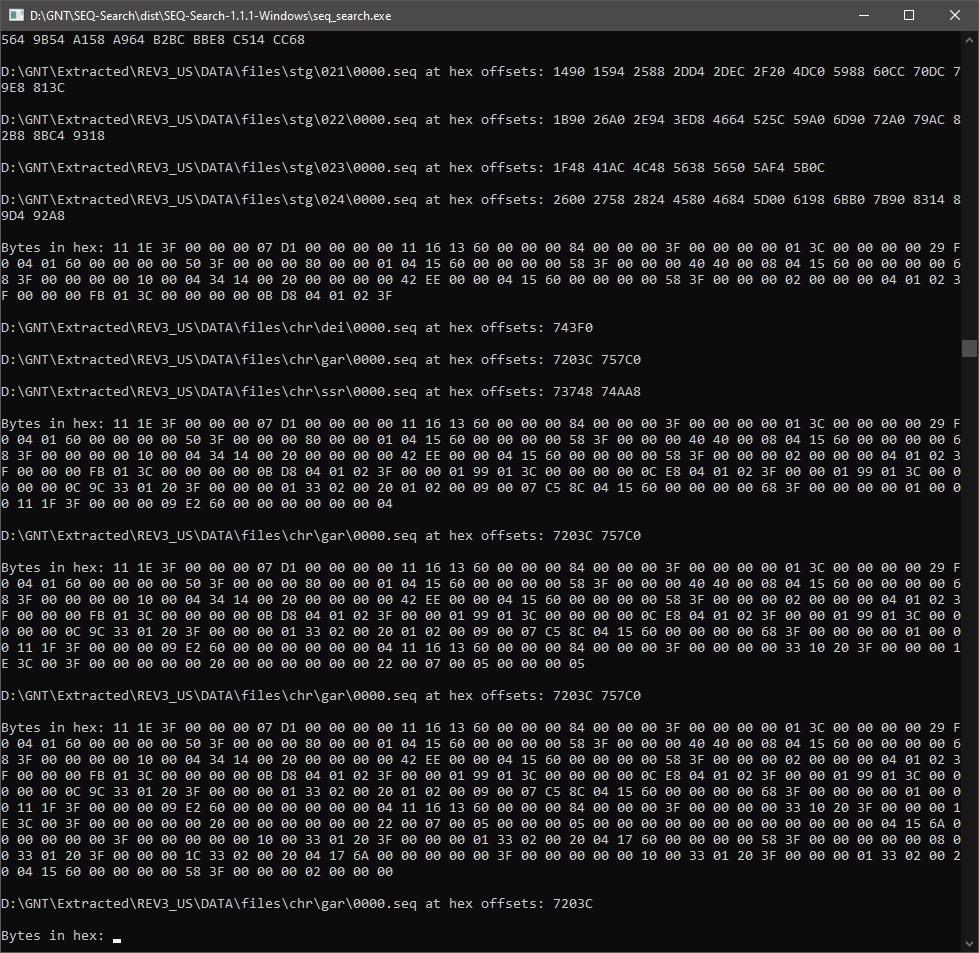 D:\GNT\SEQ-Search\dist\SEQ-Search-1.1.1-Windows\seq_search.exe
564 9B54 A158 A964 B2BC BBE8 C514 CC68
D:\GNT\Extracted\REV3_US\DATA\files\stg\021\0000.seq at hex offsets: 1490 1594 2588 2DD4 2DEC 2F20 4DC0 5988 60CC 70DC 7
9E8 813C
D:\GNT\Extracted\REV3_US\DATA\files\stg\022\0000.seq at hex offsets: 1B90 26A0 2E94 3ED8 4664 525C 59A0 6D90 72A0 79AC 8
2B8 8BC4 9318
D:\GNT\Extracted\REV3_US\DATA\files\stg\023\0000.seq at hex offsets: 1F48 41AC 4C48 5638 5650 5AF4 5B0C
D:\GNT\Extracted\REV3_US\DATA\files\stg\024\0000.seq at hex offsets: 2600 2758 2824 4580 4684 5D00 6198 6BB0 7B90 8314 8
9D4 92A8
Bytes in hex: 11 1E 3F 00 00 00 07 D1 00 00 00 00 11 16 13 60 00 00 00 84 00 00 00 3F 00 00 00 00 01 3C 00 00 00 00 29 F
0 04 01 60 00 00 00 00 50 3F 00 00 00 80 00 00 01 04 15 60 00 00 00 00 58 3F 00 00 00 40 40 00 08 04 15 60 00 00 00 00 6
8 3F 00 00 00 00 10 00 04 34 14 00 20 00 00 00 00 42 EE 00 00 04 15 60 00 00 00 00 58 3F 00 00 00 02 00 00 00 04 01 02 3
F 00 00 00 FB 01 3C 00 00 00 00 0B D8 04 01 02 3F
D:\GNT\Extracted\REV3_US\DATA\files\chr\dei\0000.seq at hex offsets: 743F0
D:\GNT\Extracted\REV3_US\DATA\files\chr\gar\0000.seq at hex offsets: 7203C 757C0
D:\GNT\Extracted\REV3_US\DATA\files\chr\ssr\0000.seq at hex offsets: 73748 74AA8
Bytes in hex: 11 1E 3F 00 00 00 07 D1 00 00 00 00 11 16 13 60 00 00 00 84 00 00 00 3F 00 00 00 00 01 3C 00 00 00 00 29 F
0 04 01 60 00 00 00 00 50 3F 00 00 00 80 00 00 01 04 15 60 00 00 00 00 58 3F 00 00 00 40 40 00 08 04 15 60 00 00 00 00 6
8 3F 00 00 00 00 10 00 04 34 14 00 20 00 00 00 00 42 EE 00 00 04 15 60 00 00 00 00 58 3F 00 00 00 02 00 00 00 04 01 02 3
F 00 00 00 FB 01 3C 00 00 00 00 0B D8 04 01 02 3F 00 00 01 99 01 3C 00 00 00 00 0C E8 04 01 02 3F 00 00 01 99 01 3C 00 0
0 00 00 0C 9C 33 01 20 3F 00 00 00 01 33 02 00 20 01 02 00 09 00 07 C5 8C 04 15 60 00 00 00 00 68 3F 00 00 00 00 01 00 0
0 11 1F 3F 00 00 00 09 E2 60 00 00 00 00 00 00 04
D:\GNT\Extracted\REV3_US\DATA\files\chr\gar\0000.seq at hex offsets: 7203C 757C0
Bytes in hex: 11 1E 3F 00 00 00 07 D1 00 00 00 00 11 16 13 60 00 00 00 84 00 00 00 3F 00 00 00 00 01 3C 00 00 00 00 29 F
0 04 01 60 00 00 00 00 50 3F 00 00 00 80 00 00 01 04 15 60 00 00 00 00 58 3F 00 00 00 40 40 00 08 04 15 60 00 00 00 00 6
8 3F 00 00 00 00 10 00 04 34 14 00 20 00 00 00 00 42 EE 00 00 04 15 60 00 00 00 00 58 3F 00 00 00 02 00 00 00 04 01 02 3
F 00 00 00 FB 01 3C 00 00 00 00 0B D8 04 01 02 3F 00 00 01 99 01 3C 00 00 00 00 0C E8 04 01 02 3F 00 00 01 99 01 3C 00 0
0 00 00 0C 9C 33 01 20 3F 00 00 00 01 33 02 00 20 01 02 00 09 00 07 C5 8C 04 15 60 00 00 00 00 68 3F 00 00 00 00 01 00 0
0 11 1F 3F 00 00 00 09 E2 60 00 00 00 00 00 00 04 11 16 13 60 00 00 00 84 00 00 00 3F 00 00 00 00 33 10 20 3F 00 00 00 1
E 3C 00 3F 00 00 00 00 00 20 00 00 00 00 00 00 22 00 07 00 05 00 00 00 05
D:\GNT\Extracted\REV3_US\DATA\files\chr\gar\0000.seq at hex offsets: 7203C 757C0
Bytes in hex: 11 1E 3F 00 00 00 07 D1 00 00 00 00 11 16 13 60 00 00 00 84 00 00 00 3F 00 00 00 00 01 3C 00 00 00 00 29 F
0 04 01 60 00 00 00 00 50 3F 00 00 00 80 00 00 01 04 15 60 00 00 00 00 58 3F 00 00 00 40 40 00 08 04 15 60 00 00 00 00 6
8 3F 00 00 00 00 10 00 04 34 14 00 20 00 00 00 00 42 EE 00 00 04 15 60 00 00 00 00 58 3F 00 00 00 02 00 00 00 04 01 02 3
F 00 00 00 FB 01 3C 00 00 00 00 0B D8 04 01 02 3F 00 00 01 99 01 3C 00 00 00 00 0C E8 04 01 02 3F 00 00 01 99 01 3C 00 0
0 00 00 0C 9C 33 01 20 3F 00 00 00 01 33 02 00 20 01 02 00 09 00 07 C5 8C 04 15 60 00 00 00 00 68 3F 00 00 00 00 01 00 0
0 11 1F 3F 00 00 00 09 E2 60 00 00 00 00 00 00 04 11 16 13 60 00 00 00 84 00 00 00 3F 00 00 00 00 33 10 20 3F 00 00 00 1
E 3C 00 3F 00 00 00 00 00 20 00 00 00 00 00 00 22 00 07 00 05 00 00 00 05 00 00 00 00 00 00 00 00 00 00 00 04 15 6A 0
0 00 00 00 00 3F 00 00 00 00 00 10 00 33 01 20 3F 00 00 00 01 33 02 00 20 04 17 60 00 00 00 00 58 3F 00 00 00 00 08 0
0 33 01 20 3F 00 00 00 1C 33 02 00 20 04 17 6A 00 00 00 00 00 3F 00 00 00 00 00 10 00 33 01 20 3F 00 00 00 01 33 02 00 2
0 04 15 60 00 00 00 00 58 3F 00 00 00 02 00 00 00
D:\GNT\Extracted\REV3_US\DATA\files\chr\gar\0000.seq at hex offsets: 7203C
Bytes in hex: